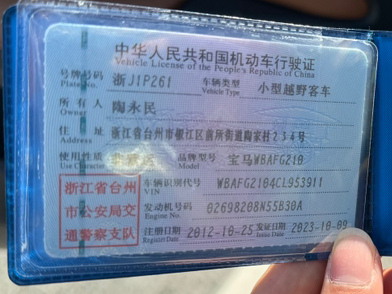 中华人民共和国机动车行驶证
Vehicle License of the People's Republic of China
号牌号码 浙J1P261 车辆类型 小型越野客车
Plate No. Vehicle Type
所有人 陶永民
Owner
住址 浙江省台州市椒江区前所街道陶家村234号
Address
使用性质 品牌型号 宝马WBAFG210
Use Character Model
浙江省台州市公安局交通警察支队
车辆识别代号 WBAFG2104CL953911
VIN
发动机号码 02698208N55B30A
Engine No.
注册日期 2012-10-25 发证日期 2023-10-09
Register Date Issue Date